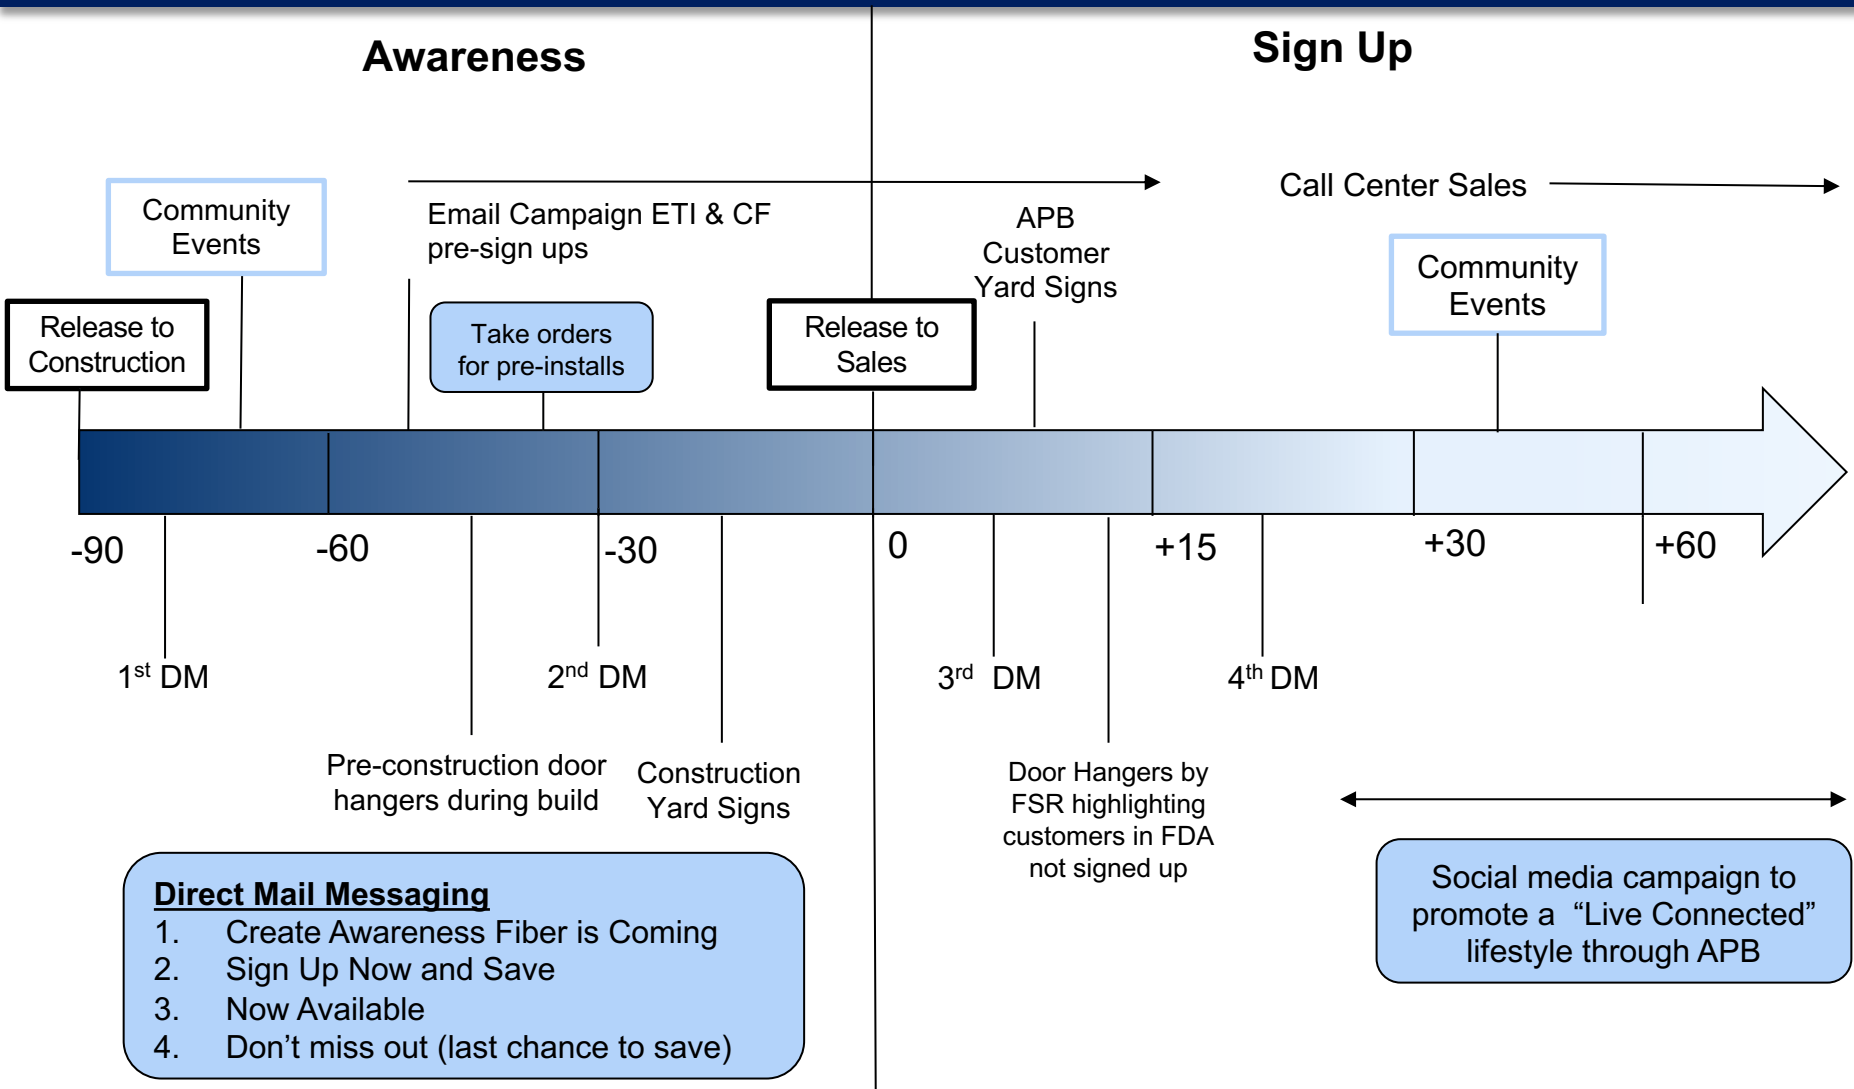 Awareness
Sign Up
Community
Events
Email Campaign ETI & CF
pre-sign ups
APB
Customer
Yard Signs
Call Center Sales
Community
Events
Release to
Construction
Take orders
for pre-installs
Release to
Sales
-90
-60
-30
0
+15
+30
+60
1st DM
2nd DM
3rd DM
4th DM
Pre-construction door
hangers during build
Construction
Yard Signs
Door Hangers by
FSR highlighting
customers in FDA
not signed up
Direct Mail Messaging
1. Create Awareness Fiber is Coming
2. Sign Up Now and Save
3. Now Available
4. Don’t miss out (last chance to save)
Social media campaign to
promote a “Live Connected”
lifestyle through APB